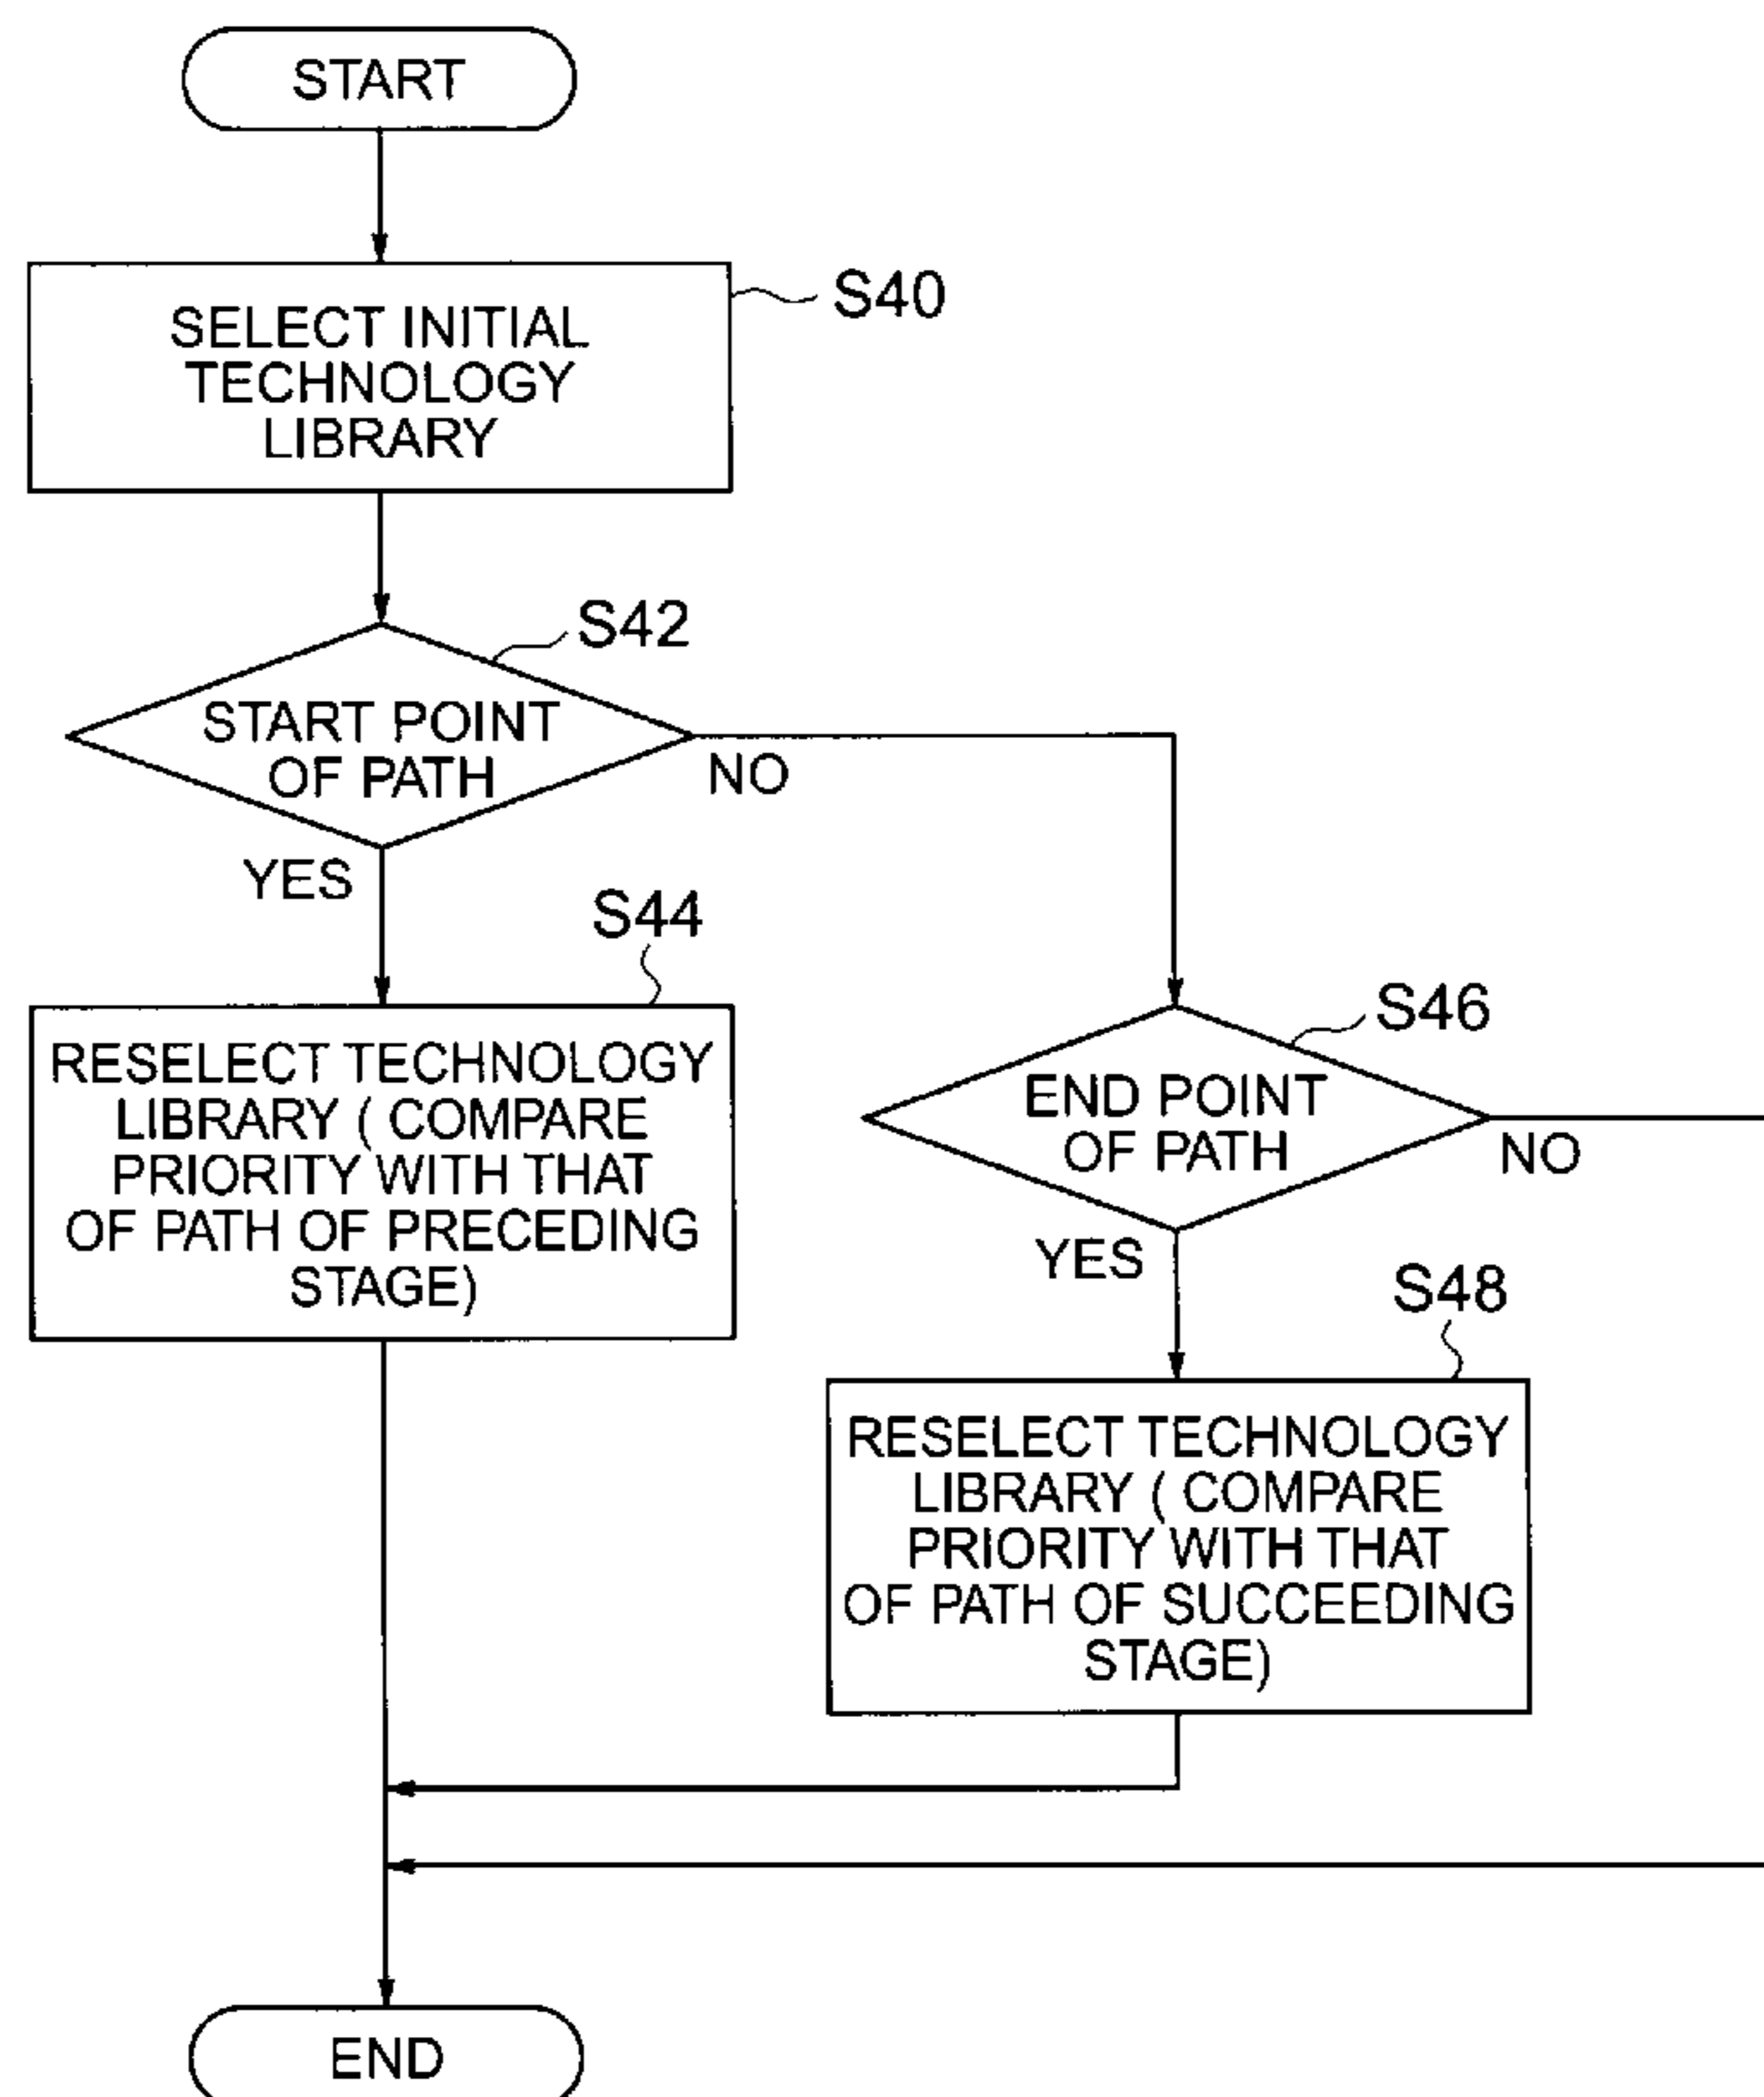 START
SELECT INITIAL
TECHNOLOGY
LIBRARY
S40
S42
START POINT
OF PATH
NO
YES
S44
RESELECT TECHNOLOGY
LIBRARY ( COMPARE
PRIORITY WITH THAT
OF PATH OF PRECEDING
STAGE)
S46
END POINT
OF PATH
NO
YES
S48
RESELECT TECHNOLOGY
LIBRARY ( COMPARE
PRIORITY WITH THAT
OF PATH OF SUCCEEDING
STAGE)
END